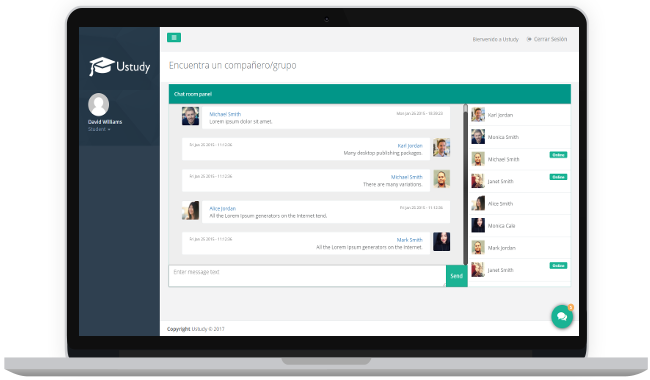 Ustudy
David Williams
Student
Bienvenido a Ustudy
Cerrar Sesión
Encuentra un compañero/grupo
Chat room panel
Michael Smith
Mon Jan 26 2015 - 18:39:23
Lorem ipsum dolor sit amet.
Karl Jordan
Fri Jan 25 2015 - 11:12:36
Many desktop publishing packages.
Michael Smith
Fri Jan 25 2015 - 11:12:36
There are many variations.
Alice Jordan
Fri Jan 25 2015 - 11:12:36
All the Lorem Ipsum generators on the Internet tend.
Mark Smith
Fri Jan 25 2015 - 11:12:36
All the Lorem Ipsum generators on the Internet.
Karl Jordan
Monica Smith
Michael Smith
Online
Janet Smith
Online
Alice Smith
Monica Cale
Mark Jordan
Janet Smith
Online
Enter message text
Send
Copyright Ustudy © 2017